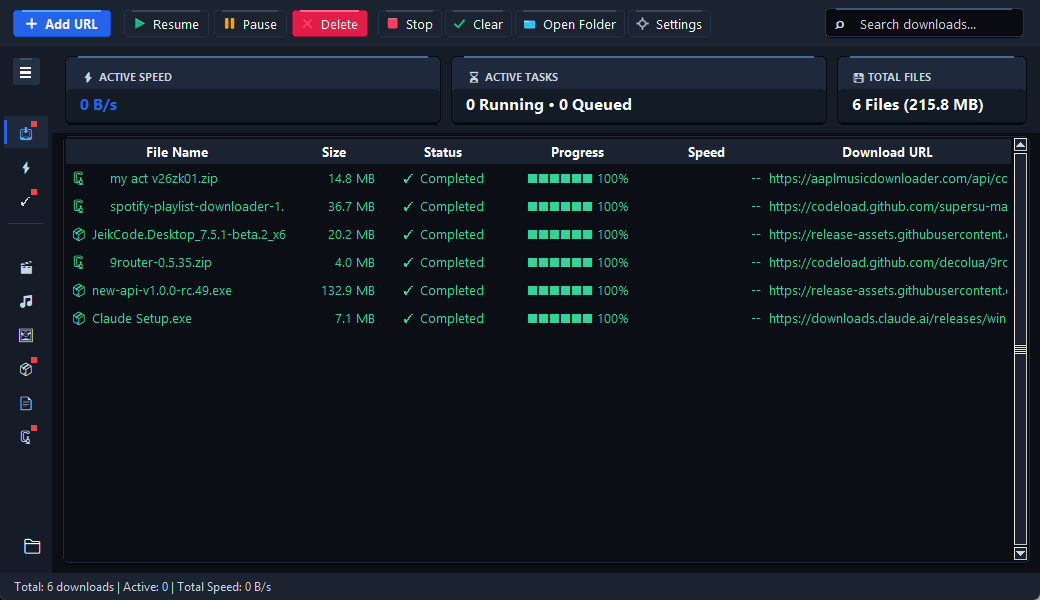 Add URL Resume Pause Delete Stop Clear Open Folder Settings Search downloads...
ACTIVE SPEED
0 B/s
ACTIVE TASKS
0 Running • 0 Queued
TOTAL FILES
6 Files (215.8 MB)
File Name Size Status Progress Speed Download URL
my act v26zk01.zip 14.8 MB ✓ Completed 100% -- https://aaplmusicdownloader.com/api/co
spotify-playlist-downloader-1. 36.7 MB ✓ Completed 100% -- https://codeload.github.com/supersu-ma
JeikCode.Desktop_7.5.1-beta.2_x6 20.2 MB ✓ Completed 100% -- https://release-assets.githubusercontent.
9router-0.5.35.zip 4.0 MB ✓ Completed 100% -- https://codeload.github.com/decolua/9rc
new-api-v1.0.0-rc.49.exe 132.9 MB ✓ Completed 100% -- https://release-assets.githubusercontent.
Claude Setup.exe 7.1 MB ✓ Completed 100% -- https://downloads.claude.ai/releases/win
Total: 6 downloads | Active: 0 | Total Speed: 0 B/s